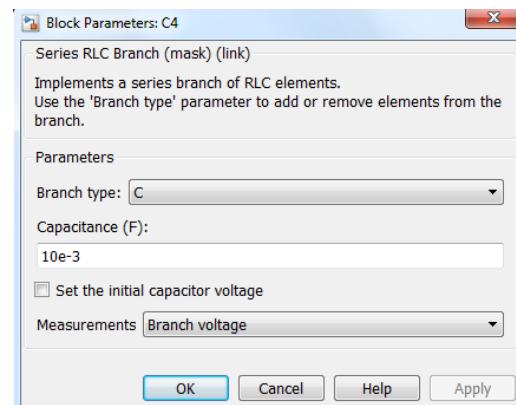 Block Parameters: C4
Series RLC Branch (mask) (link)
Implements a series branch of RLC elements.
Use the 'Branch type' parameter to add or remove elements from the
branch.
Parameters
Branch type: C
Capacitance (F):
10e-3
Set the initial capacitor voltage
Measurements Branch voltage
OK Cancel Help Apply